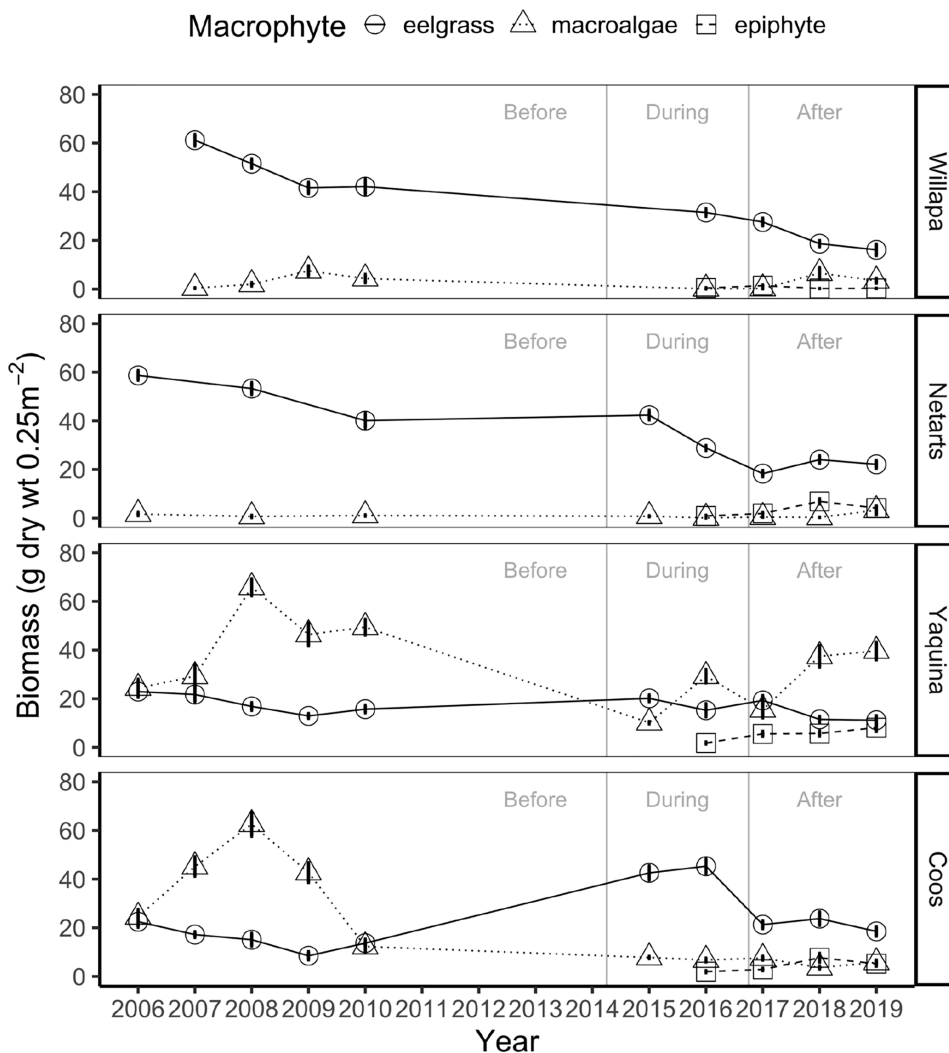 Macrophyte eelgrass macroalgae epiphyte
80
60
40
20
0
Before During After
Willapa
80
60
40
20
0
Before During After
Netarts
80
60
40
20
0
Before During After
Yaquina
80
60
40
20
0
Before During After
Coos
Biomass (g dry wt 0.25m⁻²)
2006 2007 2008 2009 2010 2011 2012 2013 2014 2015 2016 2017 2018 2019
Year